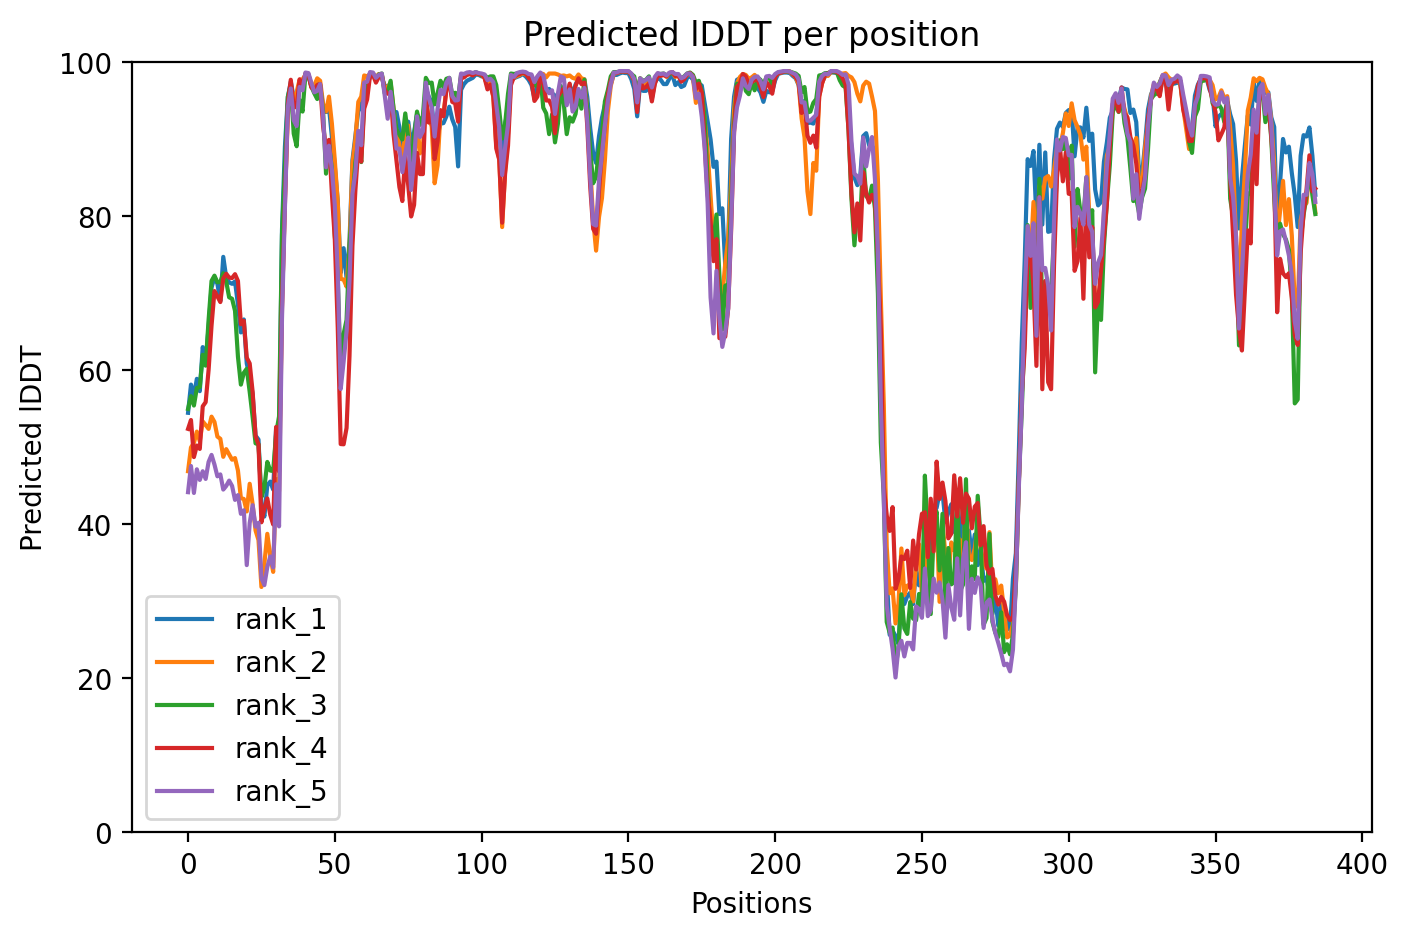 Predicted lDDT per position
Predicted lDDT
100
80
60
40
20
0
rank_1
rank_2
rank_3
rank_4
rank_5
0 50 100 150 200 250 300 350 400
Positions